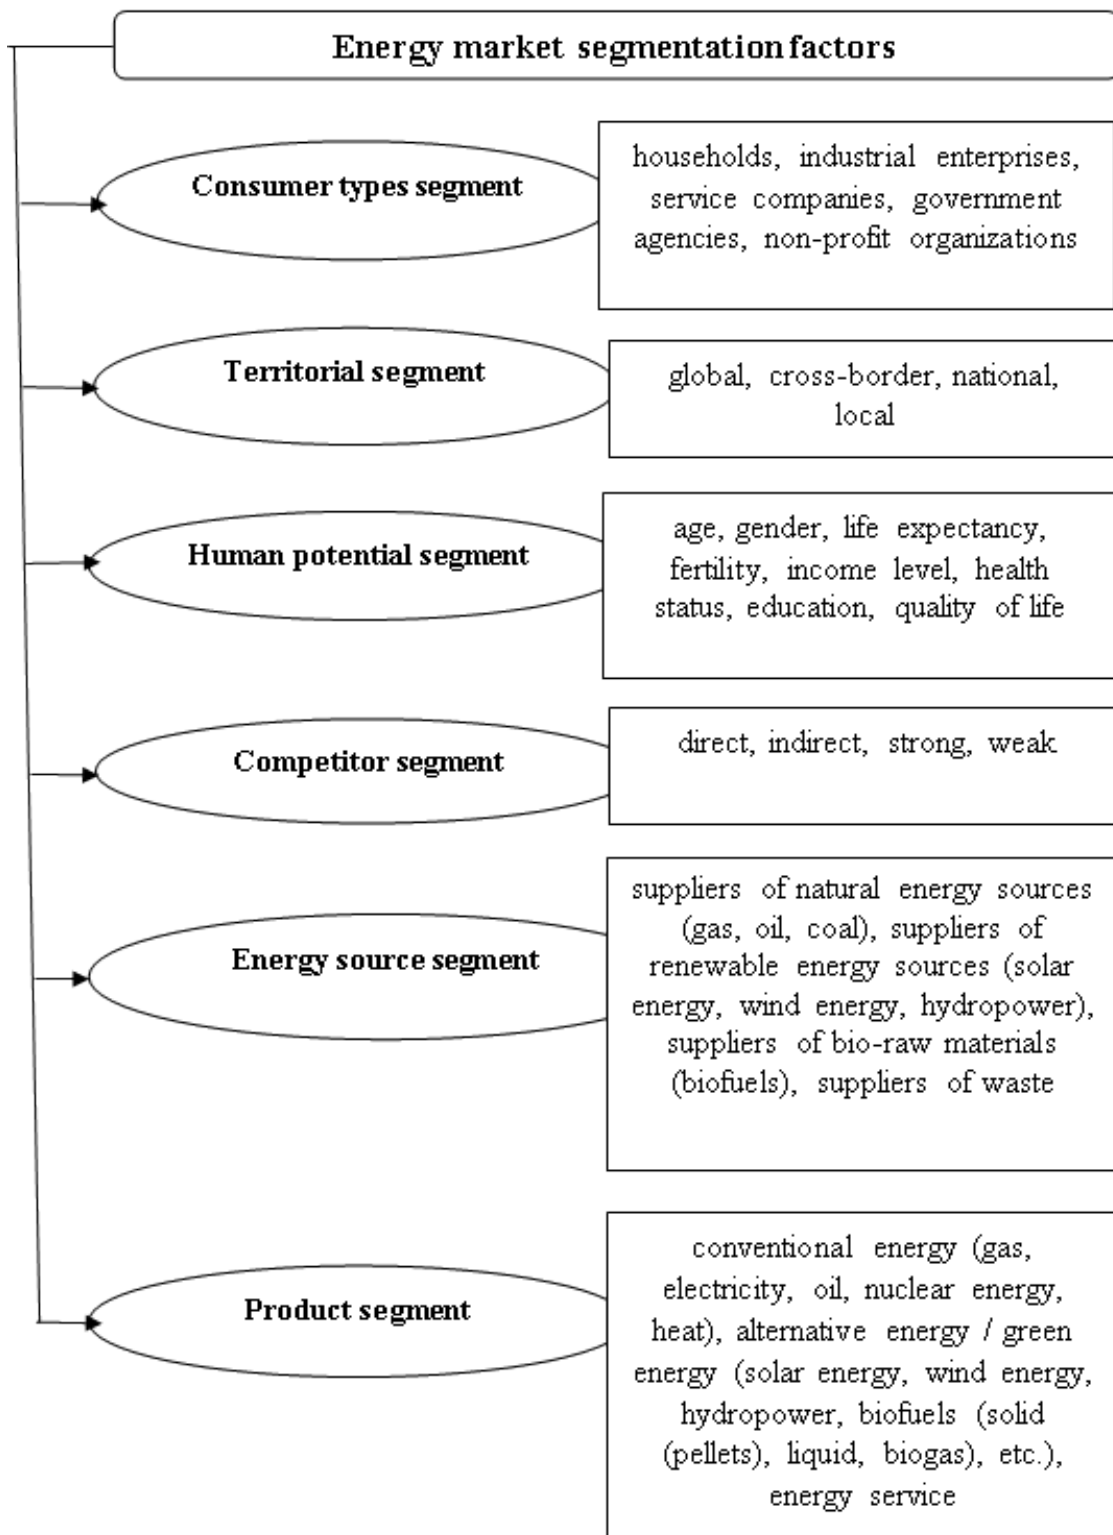 Energy market segmentation factors
Consumer types segment
households, industrial enterprises,
service companies, government
agencies, non-profit organizations
Territorial segment
global, cross-border, national,
local
Human potential segment
age, gender, life expectancy,
fertility, income level, health
status, education, quality of life
Competitor segment
direct, indirect, strong, weak
Energy source segment
suppliers of natural energy sources
(gas, oil, coal), suppliers of
renewable energy sources (solar
energy, wind energy, hydropower),
suppliers of bio-raw materials
(biofuels), suppliers of waste
Product segment
conventional energy (gas,
electricity, oil, nuclear energy,
heat), alternative energy / green
energy (solar energy, wind energy,
hydropower, biofuels (solid
(pellets), liquid, biogas), etc.),
energy service